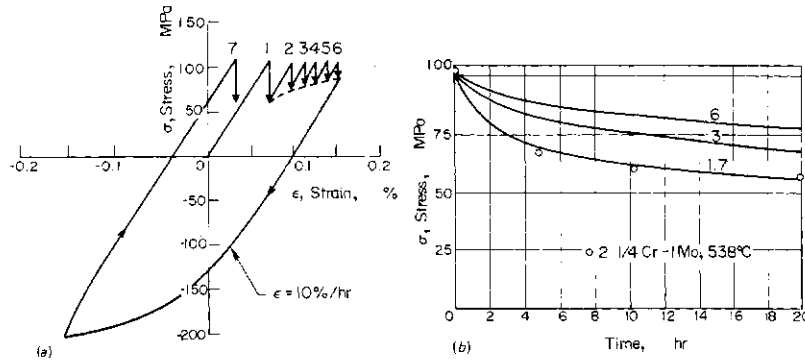 150
MPa
100
50
0
-50
-100
-150
-200
σ, Stress,
7 1 2 3 4 5 6
-0.2 -0.1 0 0.1 0.2
ε, Strain, %
ε = 10%/hr
(a)
100
MPa
75
50
25
0
σ, Stress,
6
3
1.7
o 2 1/4 Cr-1Mo, 538°C
0 2 4 6 8 10 12 14 16 18 20
Time, hr
(b)